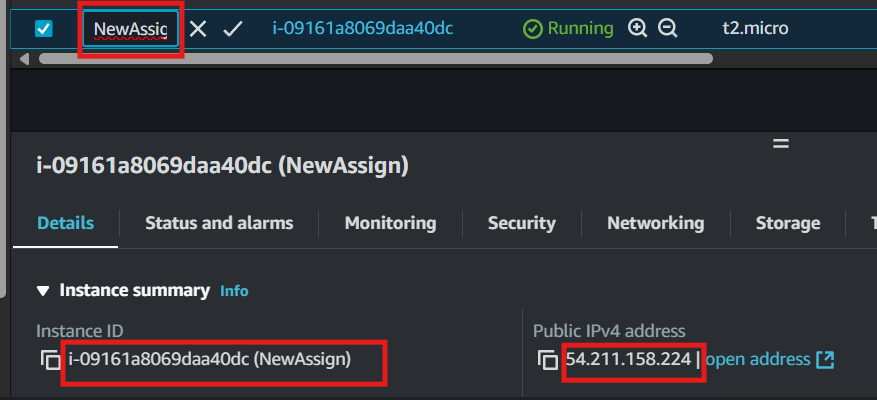 NewAssig i-09161a8069daa40dc Running t2.micro
i-09161a8069daa40dc (NewAssign)
Details Status and alarms Monitoring Security Networking Storage
Instance summary Info
Instance ID Public IPv4 address
i-09161a8069daa40dc (NewAssign) 54.211.158.224 | open address